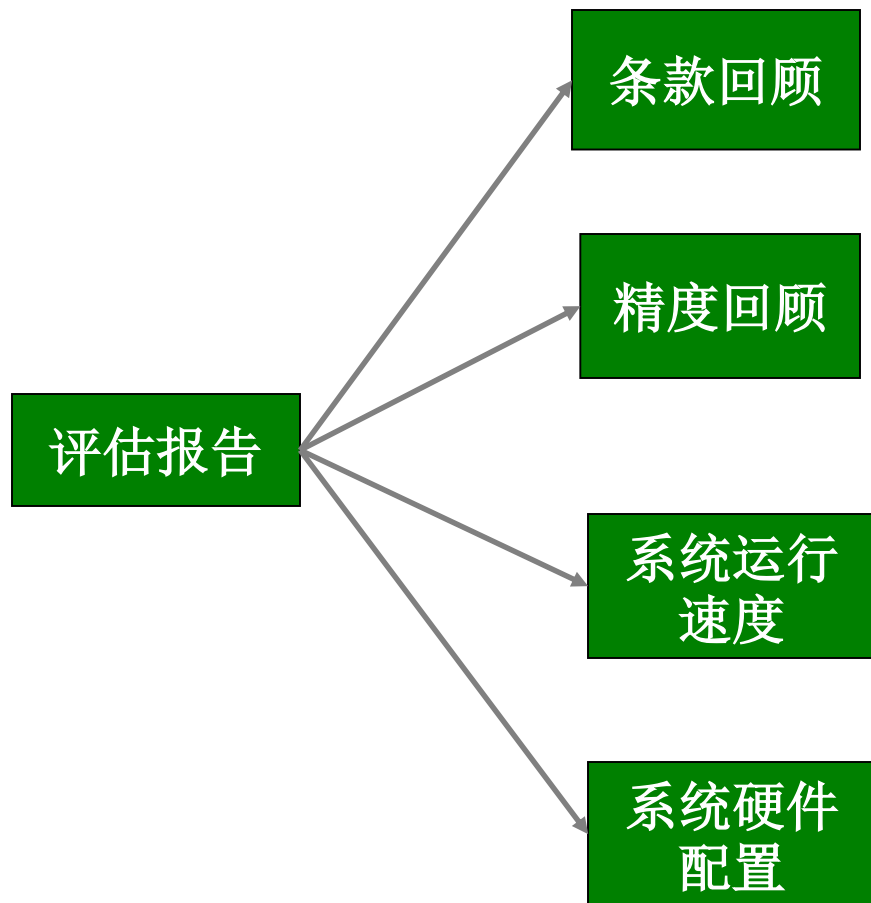 条款回顾
精度回顾
评估报告
系统运行
速度
系统硬件
配置